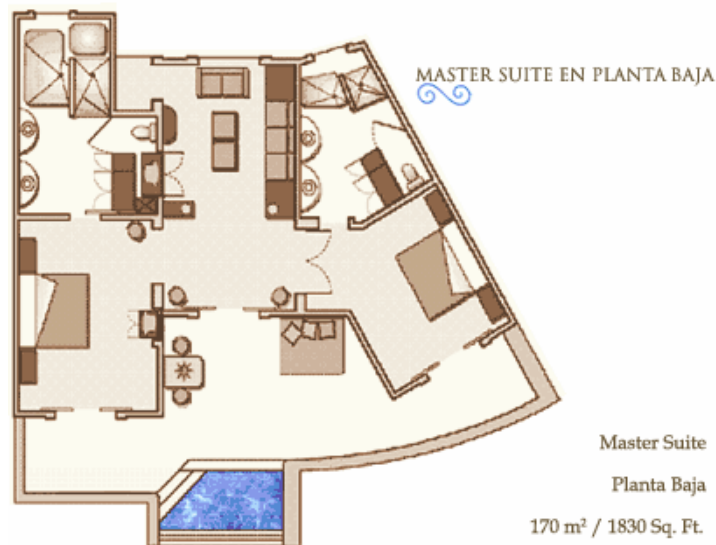 MASTER SUITE EN PLANTA BAJA
Master Suite
Planta Baja
170 m² / 1830 Sq. Ft.